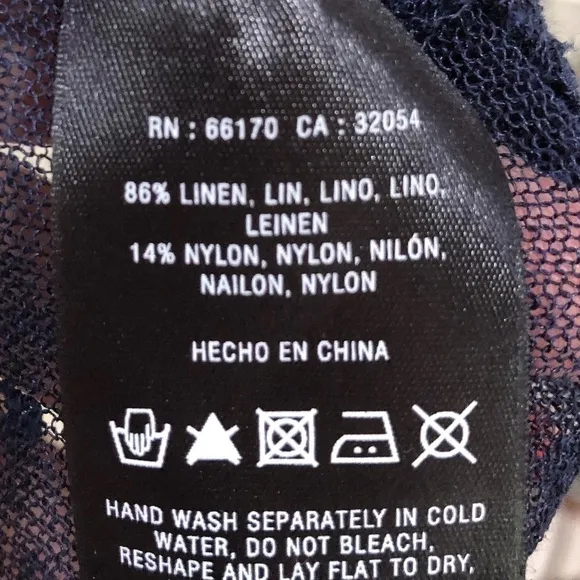 RN : 66170 CA : 32054
86% LINEN, LIN, LINO, LINO,
LEINEN
14% NYLON, NYLON, NILÓN,
NAILON, NYLON
HECHO EN CHINA
HAND WASH SEPARATELY IN COLD
WATER, DO NOT BLEACH,
RESHAPE AND LAY FLAT TO DRY,